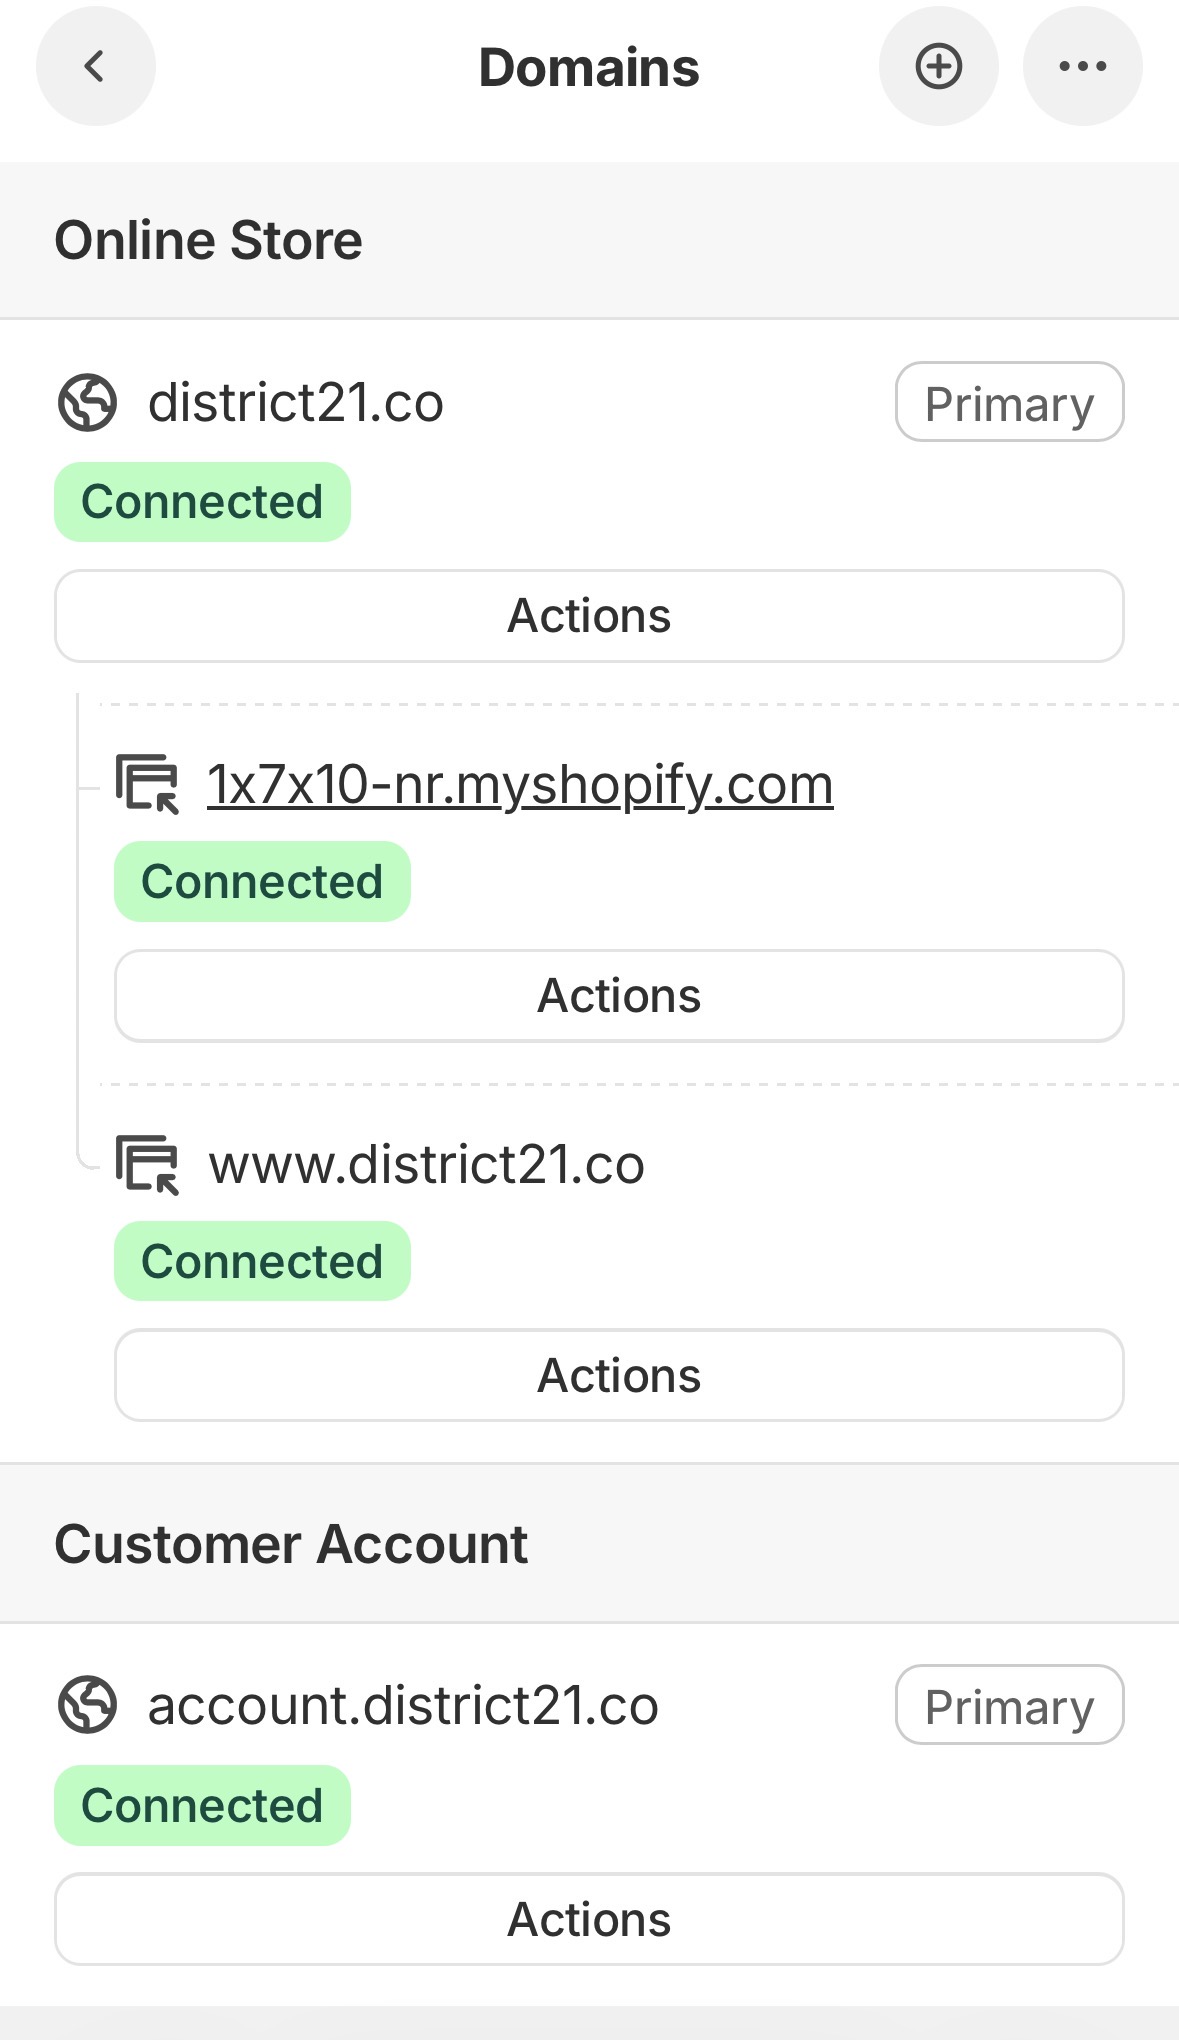 Domains
Online Store
district21.co
Primary
Connected
Actions
1x7x10-nr.myshopify.com
Connected
Actions
www.district21.co
Connected
Actions
Customer Account
account.district21.co
Primary
Connected
Actions